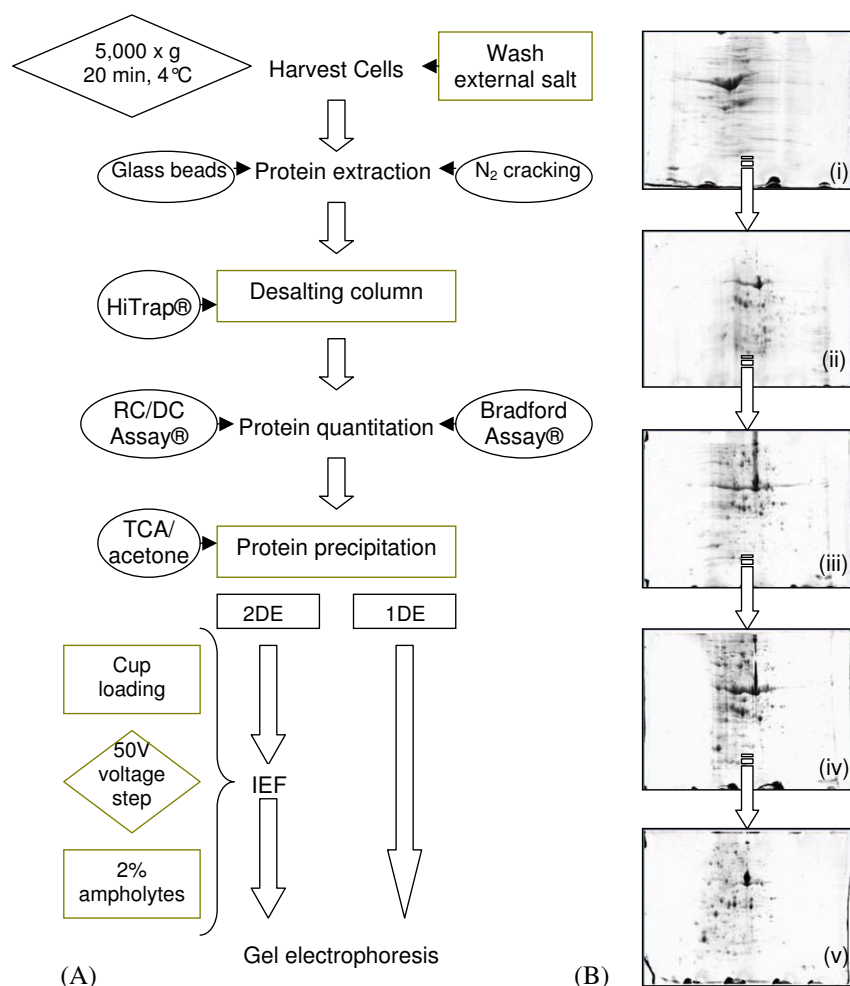 5,000 x g
20 min, 4°C
Harvest Cells
Wash
external salt
Glass beads
Protein extraction
N₂ cracking
HiTrap®
Desalting column
RC/DC
Assay®
Protein quantitation
Bradford
Assay®
TCA/
acetone
Protein precipitation
2DE
1DE
Cup
loading
50V
voltage
step
IEF
2%
ampholytes
Gel electrophoresis
(A)
(i)
(ii)
(iii)
(iv)
(v)
(B)